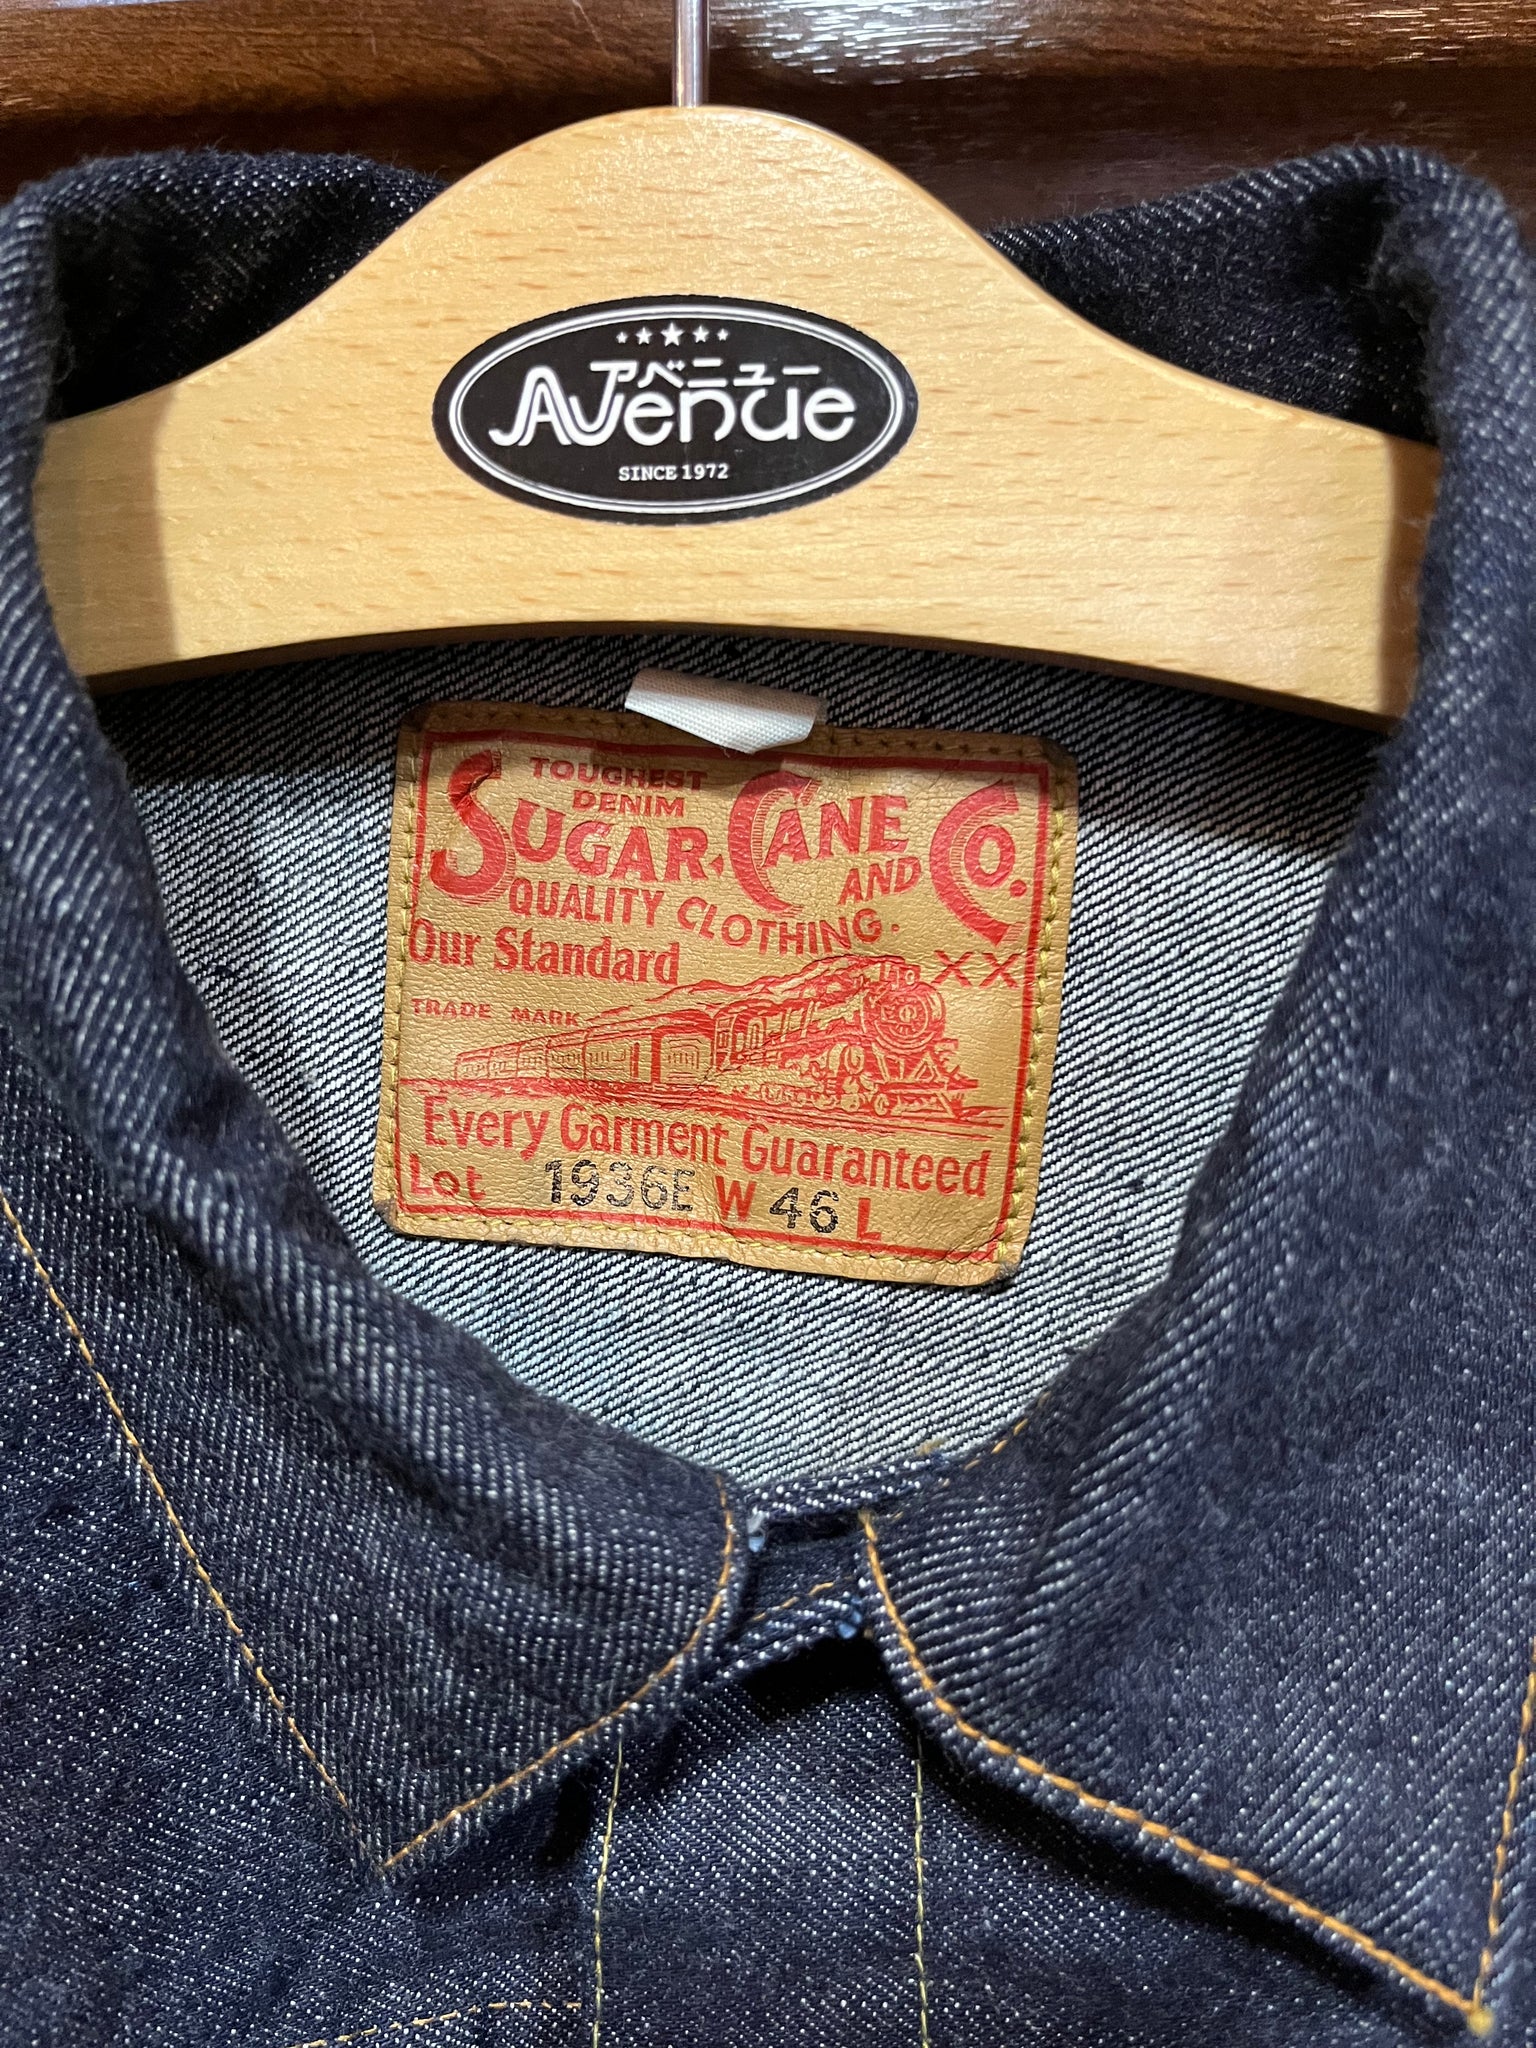 アベニュー
Avenue
SINCE 1972
TOUGHEST
DENIM
SUGAR CANE CO.
AND
QUALITY CLOTHING.
Our Standard XX
TRADE MARK
Every Garment Guaranteed
Lot 1936E W 46 L